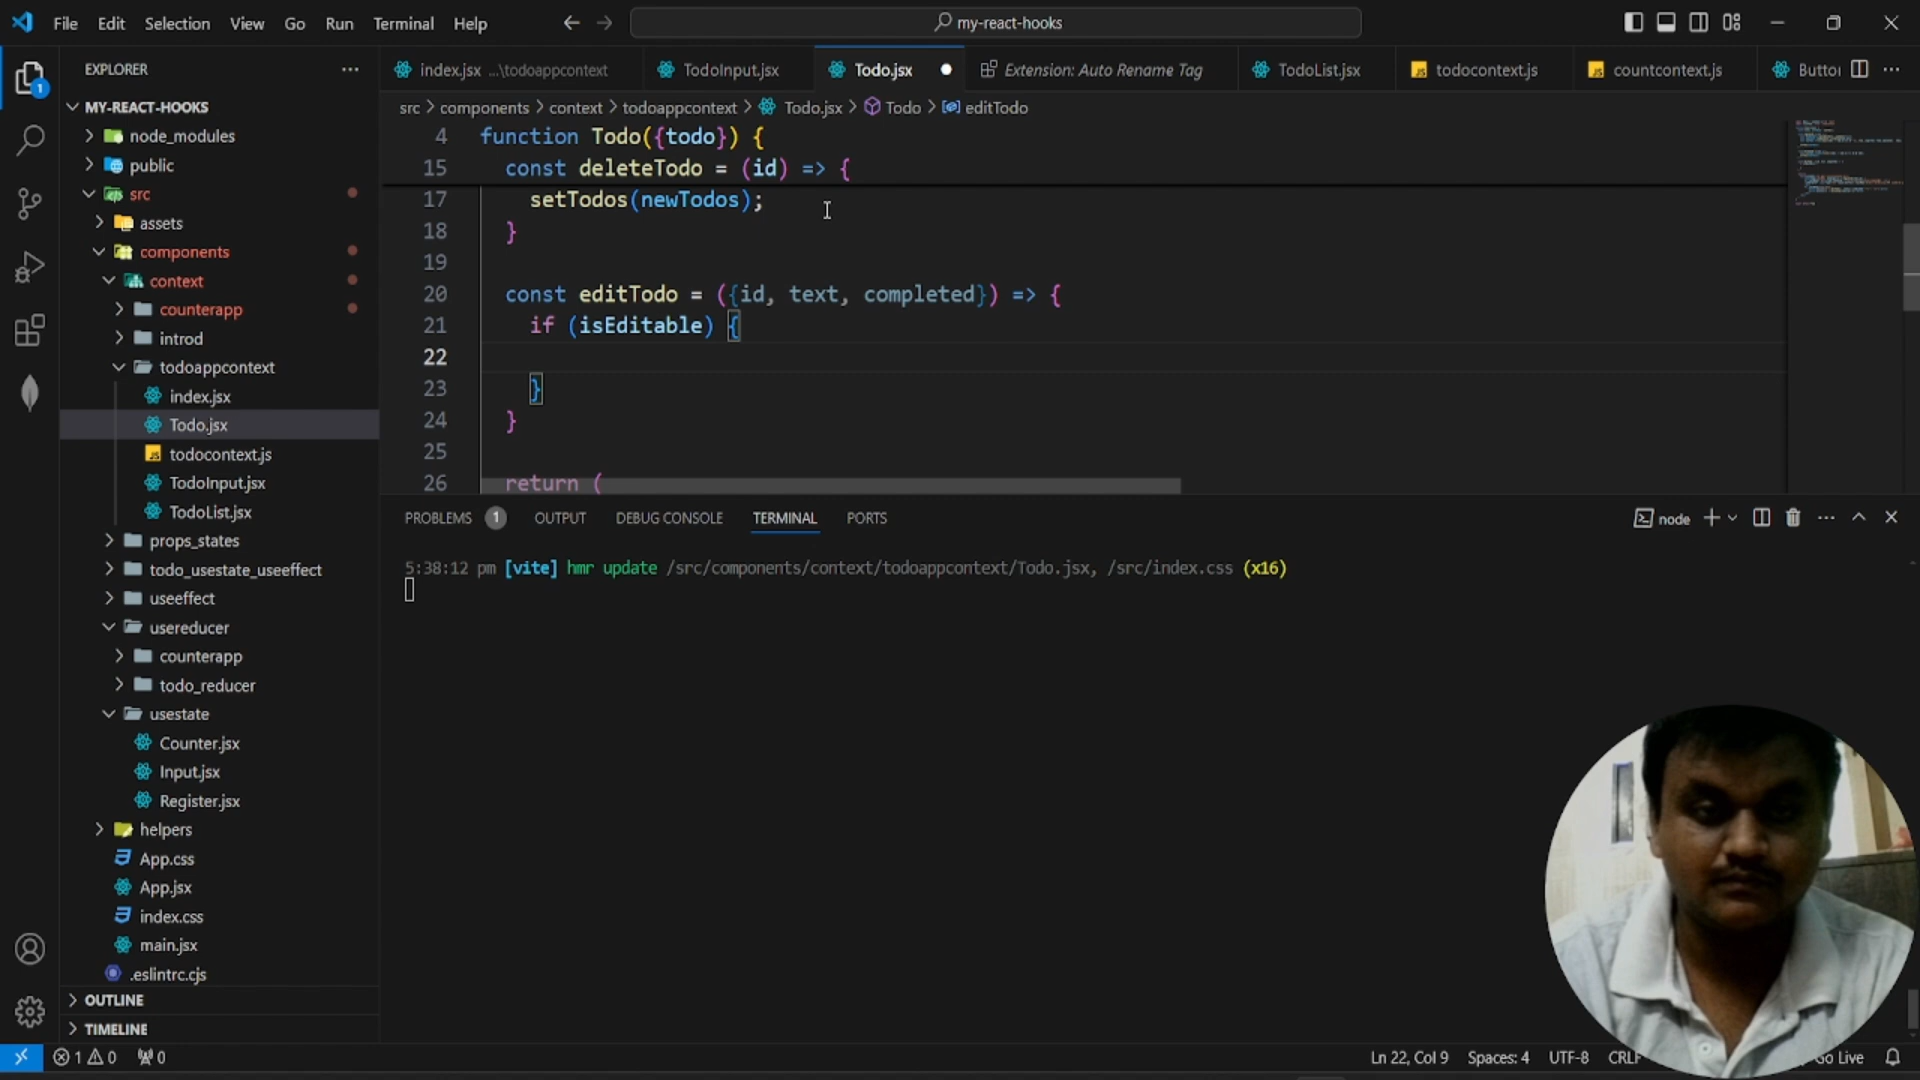 File Edit Selection View Go Run Terminal Help
my-react-hooks
EXPLORER
index.jsx ...\todoappcontext
TodoInput.jsx
Todo.jsx
Extension: Auto Rename Tag
TodoList.jsx
todocontext.js
countcontext.js
src > components > context > todoappcontext > Todo.jsx > Todo > editTodo
MY-REACT-HOOKS
node_modules
public
src
assets
components
context
counterapp
introd
todoappcontext
index.jsx
Todo.jsx
todocontext.js
TodoInput.jsx
TodoList.jsx
props_states
todo_usestate_useeffect
useeffect
usereducer
counterapp
todo_reducer
usestate
Counter.jsx
Input.jsx
Register.jsx
helpers
App.css
App.jsx
index.css
main.jsx
.eslintrc.cjs
OUTLINE
TIMELINE
4 function Todo({todo}) {
15 const deleteTodo = (id) => {
17 setTodos(newTodos);
18 }
19
20 const editTodo = ({id, text, completed}) => {
21 if (isEditable) {
22
23 }
24 }
25
26 return (
PROBLEMS 1 OUTPUT DEBUG CONSOLE TERMINAL PORTS
node
5:38:12 pm [vite] hmr update /src/components/context/todoappcontext/Todo.jsx, /src/index.css (x16)
1 0 0
Ln 22, Col 9 Spaces: 4 UTF-8 Go Live
1